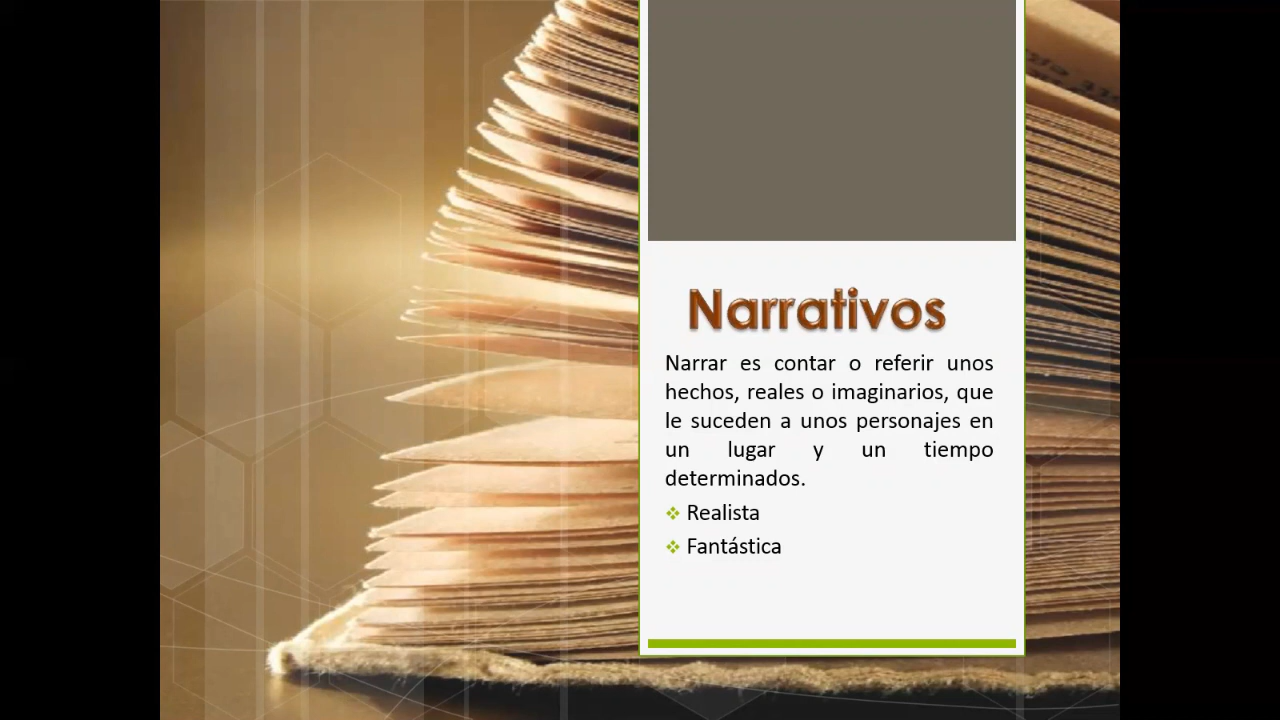 Narrativos
Narrar es contar o referir unos
hechos, reales o imaginarios, que
le suceden a unos personajes en
un lugar y un tiempo
determinados.
Realista
Fantástica